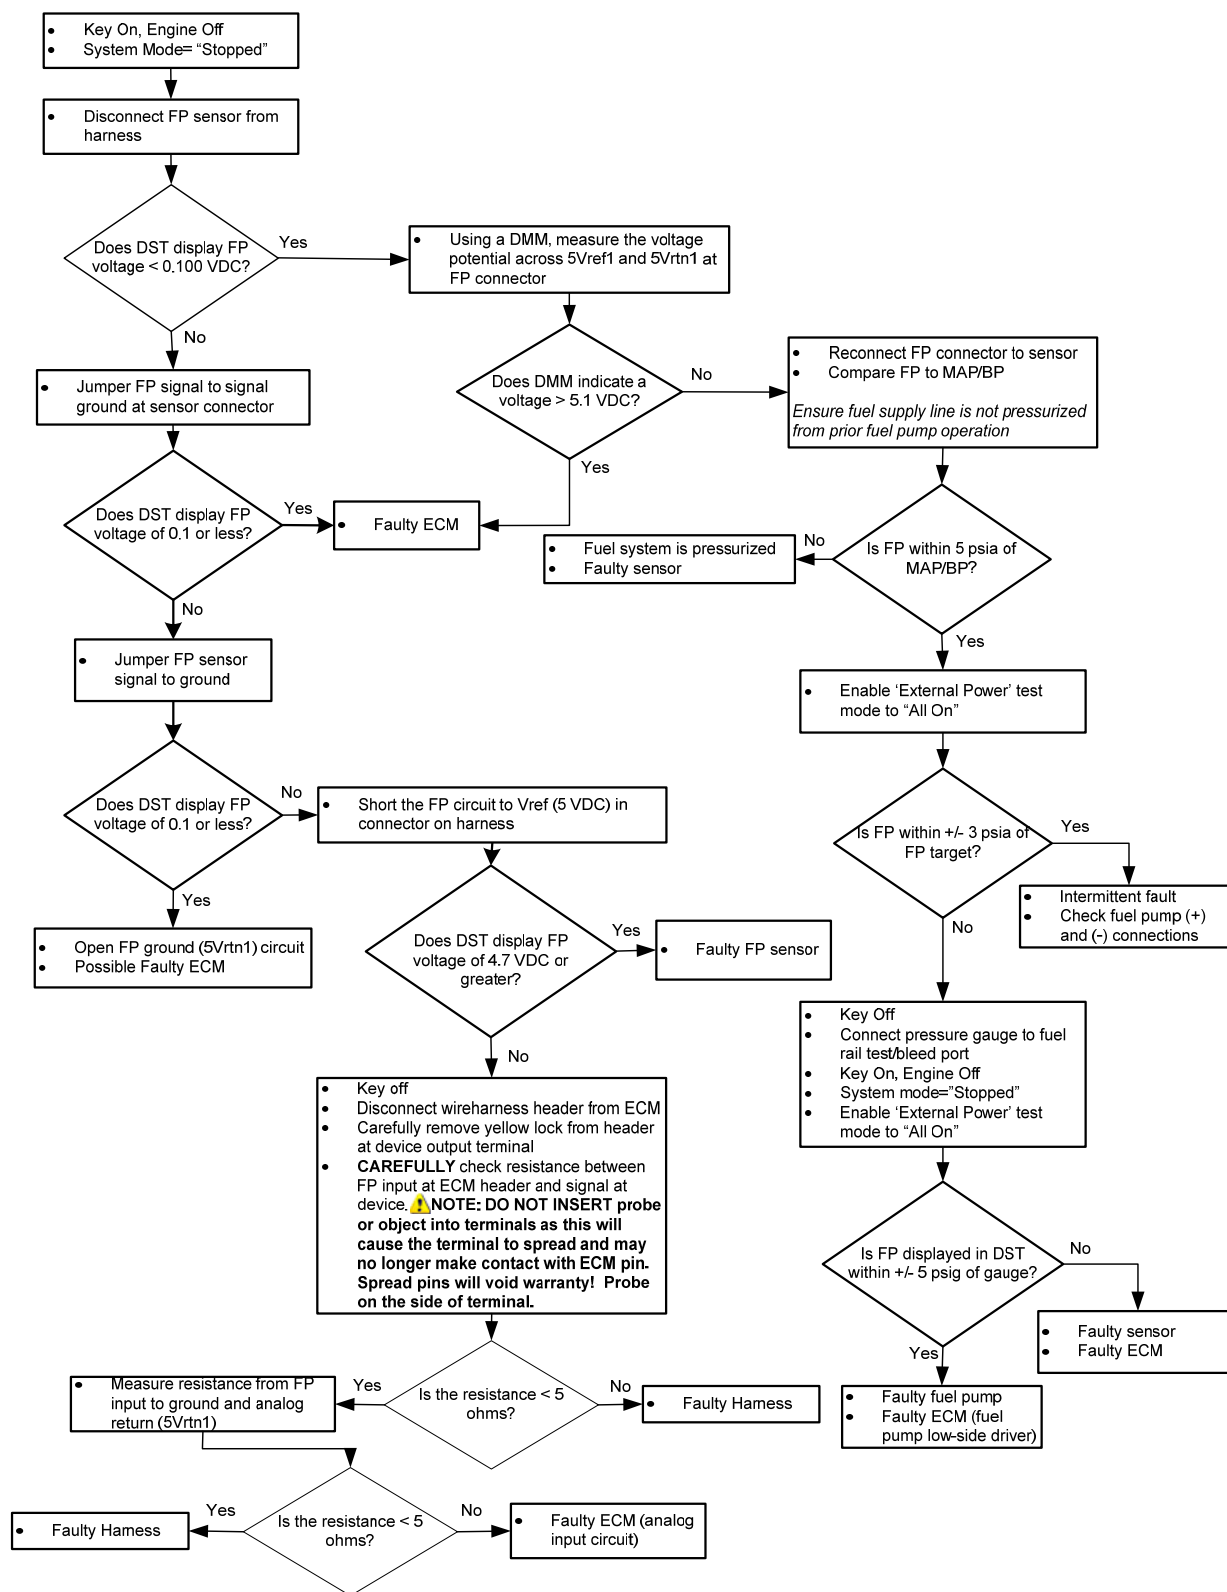 • Key On, Engine Off
• System Mode= “Stopped”
• Disconnect FP sensor from
harness
Does DST display FP
voltage < 0.100 VDC?
Yes
• Using a DMM, measure the voltage
potential across 5Vref1 and 5Vrtn1 at
FP connector
No
• Jumper FP signal to signal
ground at sensor connector
Does DMM indicate a
voltage > 5.1 VDC?
No
• Reconnect FP connector to sensor
• Compare FP to MAP/BP
Ensure fuel supply line is not pressurized
from prior fuel pump operation
Yes
Does DST display FP
voltage of 0.1 or less?
Yes
• Faulty ECM
Is FP within 5 psia of
MAP/BP?
No
• Fuel system is pressurized
• Faulty sensor
No
Yes
• Jumper FP sensor
signal to ground
• Enable ‘External Power’ test
mode to “All On”
Does DST display FP
voltage of 0.1 or less?
No
• Short the FP circuit to Vref (5 VDC) in
connector on harness
Is FP within +/- 3 psia of
FP target?
Yes
• Intermittent fault
• Check fuel pump (+)
and (-) connections
Yes
• Open FP ground (5Vrtn1) circuit
• Possible Faulty ECM
Does DST display FP
voltage of 4.7 VDC or
greater?
Yes
• Faulty FP sensor
No
No
• Key Off
• Connect pressure gauge to fuel
rail test/bleed port
• Key On, Engine Off
• System mode=”Stopped”
• Enable ‘External Power’ test
mode to “All On”
• Key off
• Disconnect wireharness header from ECM
• Carefully remove yellow lock from header
at device output terminal
• CAREFULLY check resistance between
FP input at ECM header and signal at
device. NOTE: DO NOT INSERT probe
or object into terminals as this will
cause the terminal to spread and may
no longer make contact with ECM pin.
Spread pins will void warranty! Probe
on the side of terminal.
Is FP displayed in DST
within +/- 5 psig of gauge?
No
• Faulty sensor
• Faulty ECM
Yes
• Faulty fuel pump
• Faulty ECM (fuel
pump low-side driver)
Is the resistance < 5
ohms?
Yes
• Measure resistance from FP
input to ground and analog
return (5Vrtn1)
No
• Faulty Harness
Is the resistance < 5
ohms?
Yes
• Faulty Harness
No
• Faulty ECM (analog
input circuit)